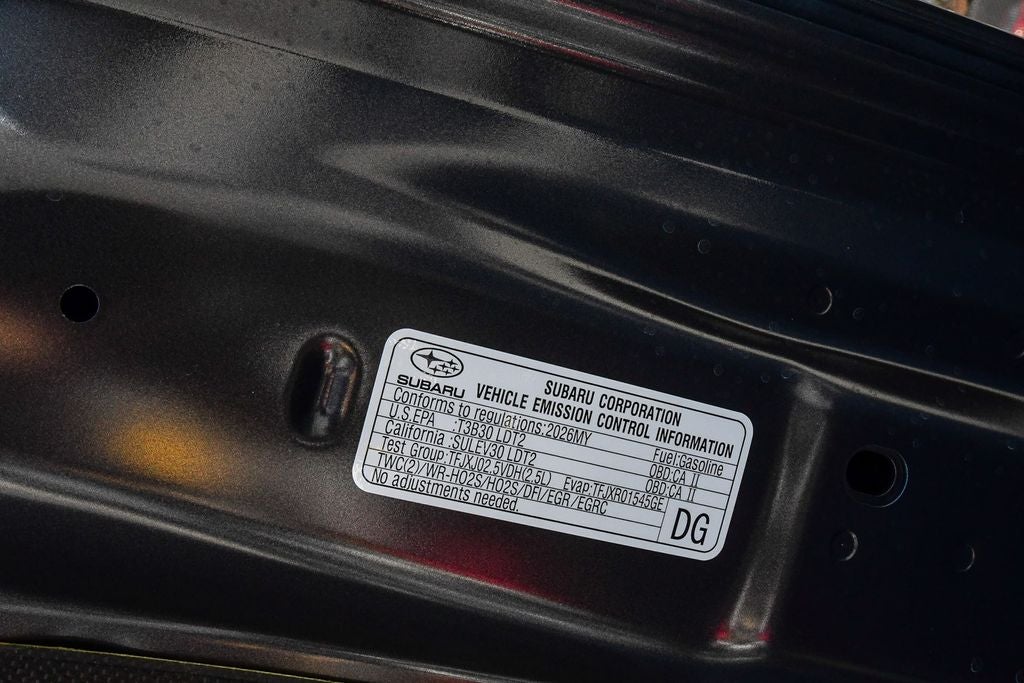 SUBARU
SUBARU CORPORATION
VEHICLE EMISSION CONTROL INFORMATION
Conforms to regulations:2026MY Fuel:Gasoline
U.S.EPA :T3B30 LDT2 OBD:CA II
California :SULEV30 LDT2 OBD:CA II
Test Group:TFJXJ02.5VDH(2.5L) Evap:TFJXR01545GE
TWC(2)/WR-HO2S/HO2S/DFI/EGR/EGRC
No adjustments needed.
DG